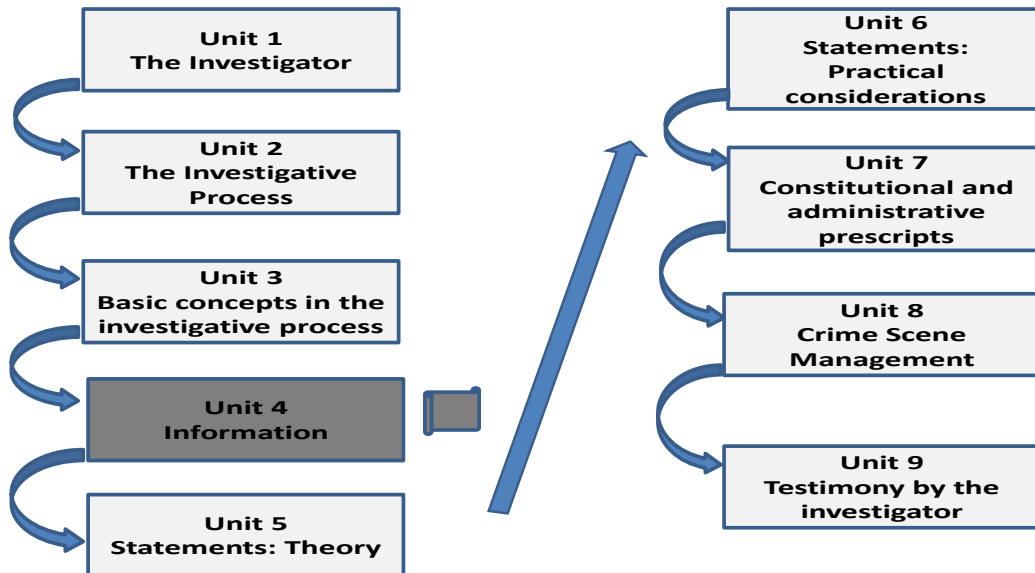 Unit 1
The Investigator
Unit 2
The Investigative
Process
Unit 3
Basic concepts in the
investigative process
Unit 4
Information
Unit 5
Statements: Theory
Unit 6
Statements:
Practical
considerations
Unit 7
Constitutional and
administrative
prescripts
Unit 8
Crime Scene
Management
Unit 9
Testimony by the
investigator